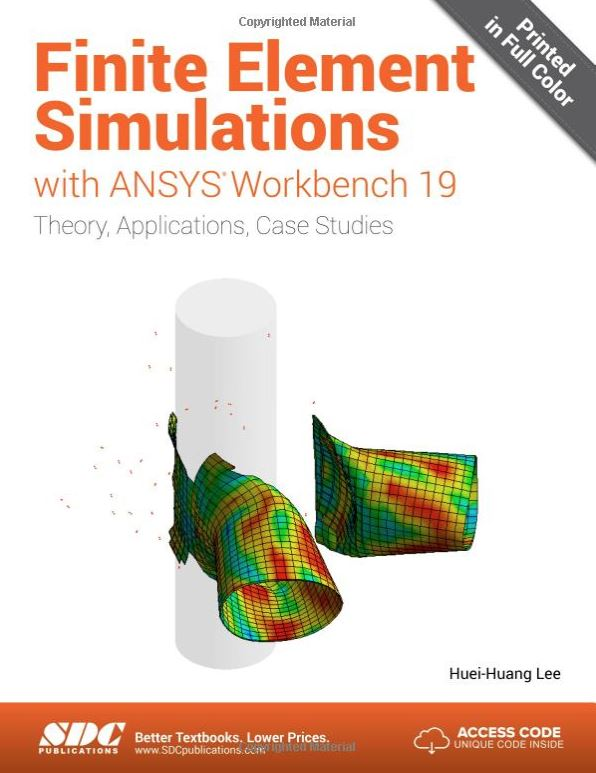 Copyrighted Material
Printed
in Full Color
Finite Element
Simulations
with ANSYS® Workbench 19
Theory, Applications, Case Studies
Huei-Huang Lee
SDC
PUBLICATIONS
Better Textbooks. Lower Prices.
www.SDCpublications.com
Copyrighted Material
ACCESS CODE
UNIQUE CODE INSIDE